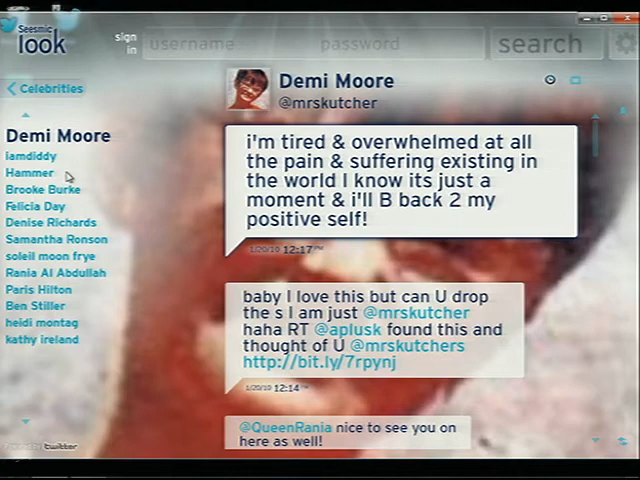 Seesmic
look
sign
in
username
password
search
Celebrities
Demi Moore
@mrskutcher
Demi Moore
iamdiddy
Hammer
Brooke Burke
Felicia Day
Denise Richards
Samantha Ronson
soleil moon frye
Rania Al Abdullah
Paris Hilton
Ben Stiller
heidi montag
kathy ireland
i'm tired & overwhelmed at all
the pain & suffering existing in
the world I know its just a
moment & i'll B back 2 my
positive self!
1/20/10 12:17PM
baby I love this but can U drop
the s I am just @mrskutcher
haha RT @aplusk found this and
thought of U @mrskutchers
http://bit.ly/7rpynj
1/20/10 12:14PM
@QueenRania nice to see you on
here as well!
Powered by twitter